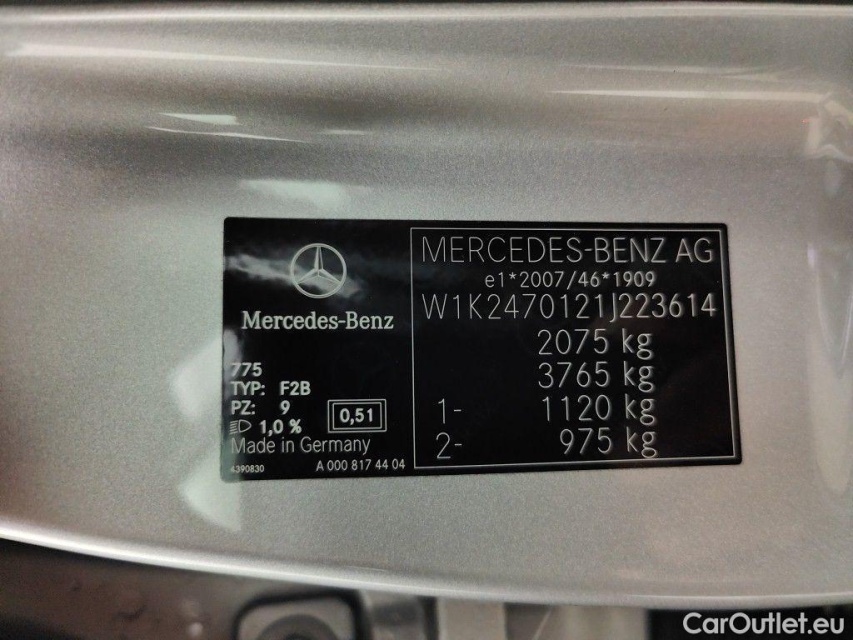 Mercedes-Benz
775
TYP: F2B
PZ: 9
1,0 %
0,51
Made in Germany
4390830 A 000 817 44 04
MERCEDES-BENZ AG
e1*2007/46*1909
W1K2470121J223614
2075 kg
3765 kg
1- 1120 kg
2- 975 kg
CarOutlet.eu